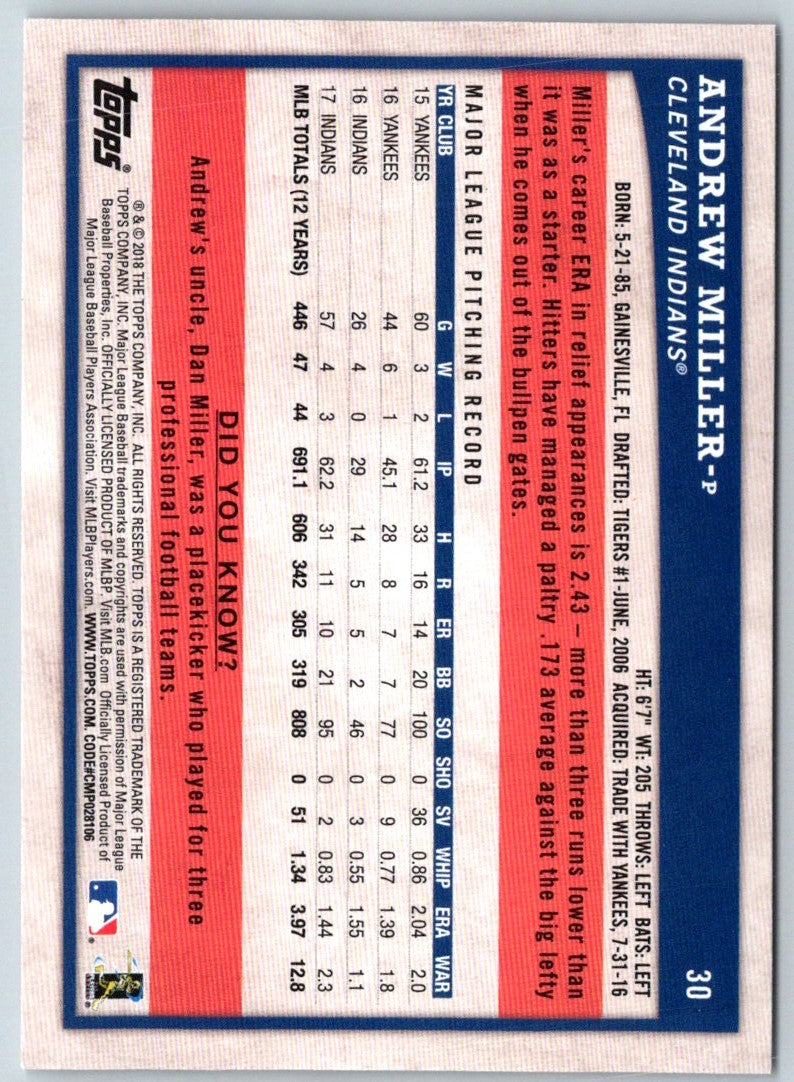 ANDREW MILLER-P
30
CLEVELAND INDIANS®
HT: 6'7" WT: 205 THROWS: LEFT BATS: LEFT
BORN: 5-21-85, GAINESVILLE, FL DRAFTED: TIGERS #1-JUNE, 2006 ACQUIRED: TRADE WITH YANKEES, 7-31-16
Miller's career ERA in relief appearances is 2.43 – more than three runs lower than
it was as a starter. Hitters have managed a paltry .173 average against the big lefty
when he comes out of the bullpen gates.
MAJOR LEAGUE PITCHING RECORD
YR CLUB G W L IP H R ER BB SO SHO SV WHIP ERA WAR
15 YANKEES 60 3 2 61.2 33 16 14 20 100 0 36 0.86 2.04 2.0
16 YANKEES 44 6 1 45.1 28 8 7 7 77 0 9 0.77 1.39 1.8
16 INDIANS 26 4 0 29 14 5 5 2 46 0 3 0.55 1.55 1.1
17 INDIANS 57 4 3 62.2 31 11 10 21 95 0 2 0.83 1.44 2.3
MLB TOTALS (12 YEARS) 446 47 44 691.1 606 342 305 319 808 0 51 1.34 3.97 12.8
DID YOU KNOW?
Andrew's uncle, Dan Miller, was a placekicker who played for three
professional football teams.
topps®
® & © 2018 THE TOPPS COMPANY, INC. ALL RIGHTS RESERVED. TOPPS IS A REGISTERED TRADEMARK OF THE
TOPPS COMPANY, INC. Major League Baseball trademarks and copyrights are used with permission of Major League
Baseball Properties, Inc. OFFICIALLY LICENSED PRODUCT OF MLBP. Visit MLB.com Officially Licensed Product of
Major League Baseball Players Association. Visit MLBPlayers.com. WWW.TOPPS.COM. CODE#CMP028106